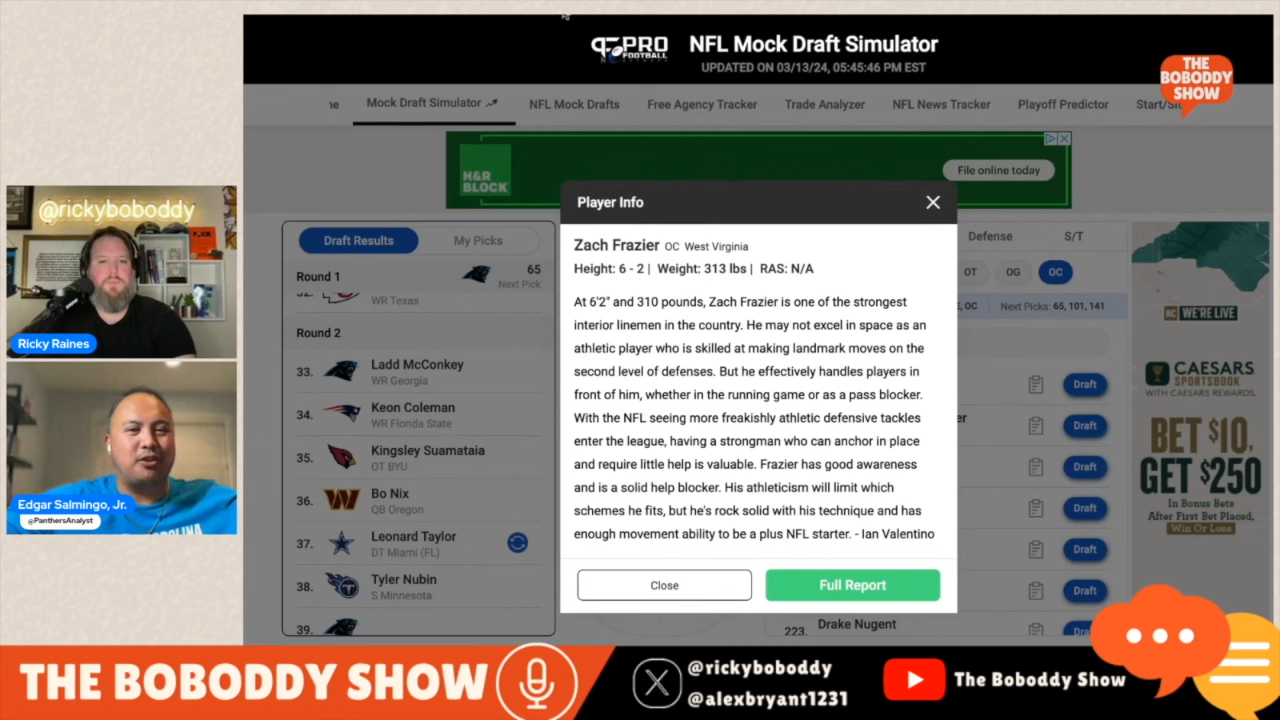 PRO
FOOTBALL
NETWORK
NFL Mock Draft Simulator
UPDATED ON 03/13/24, 05:45:46 PM EST
THE
BOBODDY
SHOW
Mock Draft Simulator
NFL Mock Drafts
Free Agency Tracker
Trade Analyzer
NFL News Tracker
Playoff Predictor
Start/Sit
H&R
BLOCK
File online today
@rickyboboddy
Ricky Raines
Edgar Salmingo, Jr.
@PanthersAnalyst
Draft Results
My Picks
Round 1
65
Next Pick
32.
WR Texas
Round 2
33.
Ladd McConkey
WR Georgia
34.
Keon Coleman
WR Florida State
35.
Kingsley Suamataia
OT BYU
36.
Bo Nix
QB Oregon
37.
Leonard Taylor
DT Miami (FL)
38.
Tyler Nubin
S Minnesota
39.
Player Info
Zach Frazier OC West Virginia
Height: 6 - 2 | Weight: 313 lbs | RAS: N/A
At 6'2" and 310 pounds, Zach Frazier is one of the strongest
interior linemen in the country. He may not excel in space as an
athletic player who is skilled at making landmark moves on the
second level of defenses. But he effectively handles players in
front of him, whether in the running game or as a pass blocker.
With the NFL seeing more freakishly athletic defensive tackles
enter the league, having a strongman who can anchor in place
and require little help is valuable. Frazier has good awareness
and is a solid help blocker. His athleticism will limit which
schemes he fits, but he's rock solid with his technique and has
enough movement ability to be a plus NFL starter. - Ian Valentino
Close
Full Report
Defense
S/T
OT
OG
OC
E, OC
Next Picks: 65, 101, 141
Draft
Draft
Draft
Draft
Draft
Draft
223.
Drake Nugent
NC WE'RE LIVE
CAESARS
SPORTSBOOK
WITH CAESARS REWARDS.
BET $10,
GET $250
In Bonus Bets
After First Bet Placed,
Win Or Lose
THE BOBODDY SHOW
@rickyboboddy
@alexbryant1231
The Boboddy Show